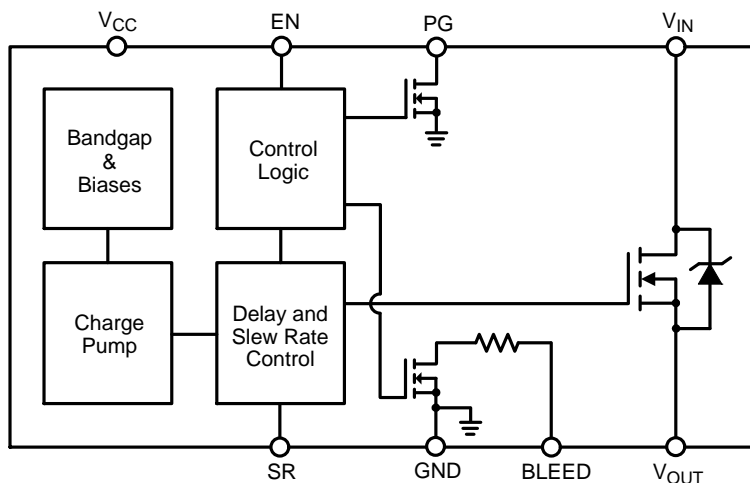 VCC
EN
PG
VIN
Bandgap
&
Biases
Control
Logic
Charge
Pump
Delay and
Slew Rate
Control
SR
GND
BLEED
VOUT